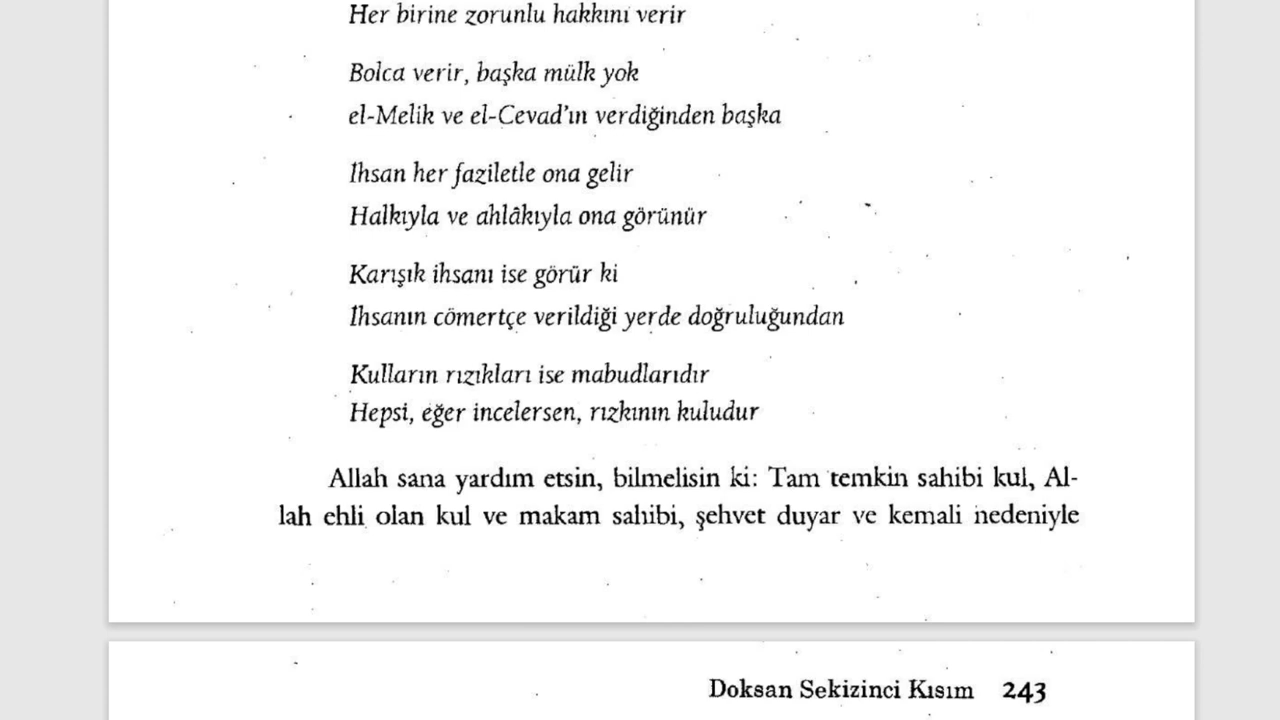 Her birine zorunlu hakkını verir
Bolca verir, başka mülk yok
el-Melik ve el-Cevad'ın verdiğinden başka
İhsan her faziletle ona gelir
Halkıyla ve ahlâkıyla ona görünür
Karışık ihsanı ise görür ki
İhsanın cömertçe verildiği yerde doğruluğundan
Kulların rızıkları ise mabudlarıdır
Hepsi, eğer incelersen, rızkının kuludur
Allah sana yardım etsin, bilmelisin ki: Tam temkin sahibi kul, Al-
lah ehli olan kul ve makam sahibi, şehvet duyar ve kemali nedeniyle
Doksan Sekizinci Kısım 243